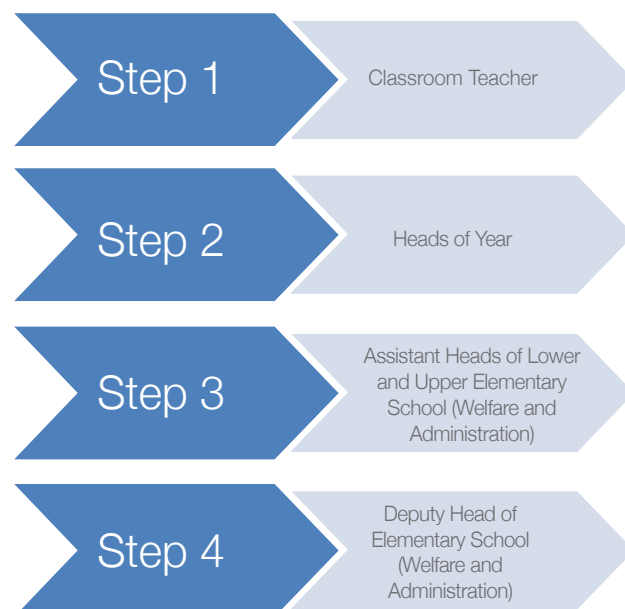 Step 1
Classroom Teacher
Step 2
Heads of Year
Step 3
Assistant Heads of Lower
and Upper Elementary
School (Welfare and
Administration)
Step 4
Deputy Head of
Elementary School
(Welfare and
Administration)